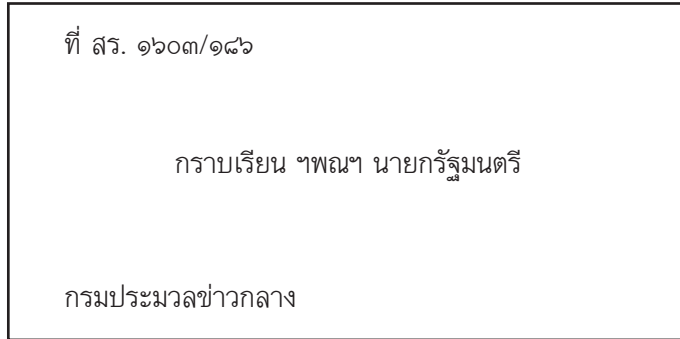 ที่ สร. ๑๖๐๓/๑๘๖
กราบเรียน ฯพณฯ นายกรัฐมนตรี
กรมประมวลข่าวกลาง